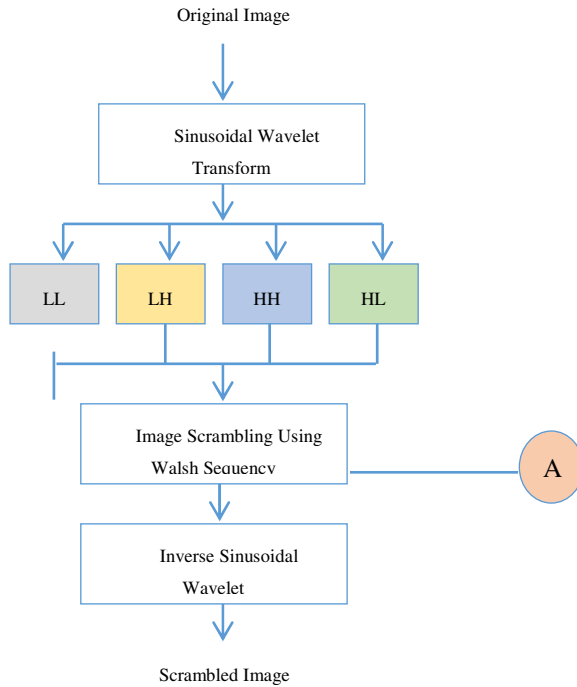 Original Image
Sinusoidal Wavelet
Transform
LL LH HH HL
Image Scrambling Using
Walsh Sequency
A
Inverse Sinusoidal
Wavelet
Scrambled Image